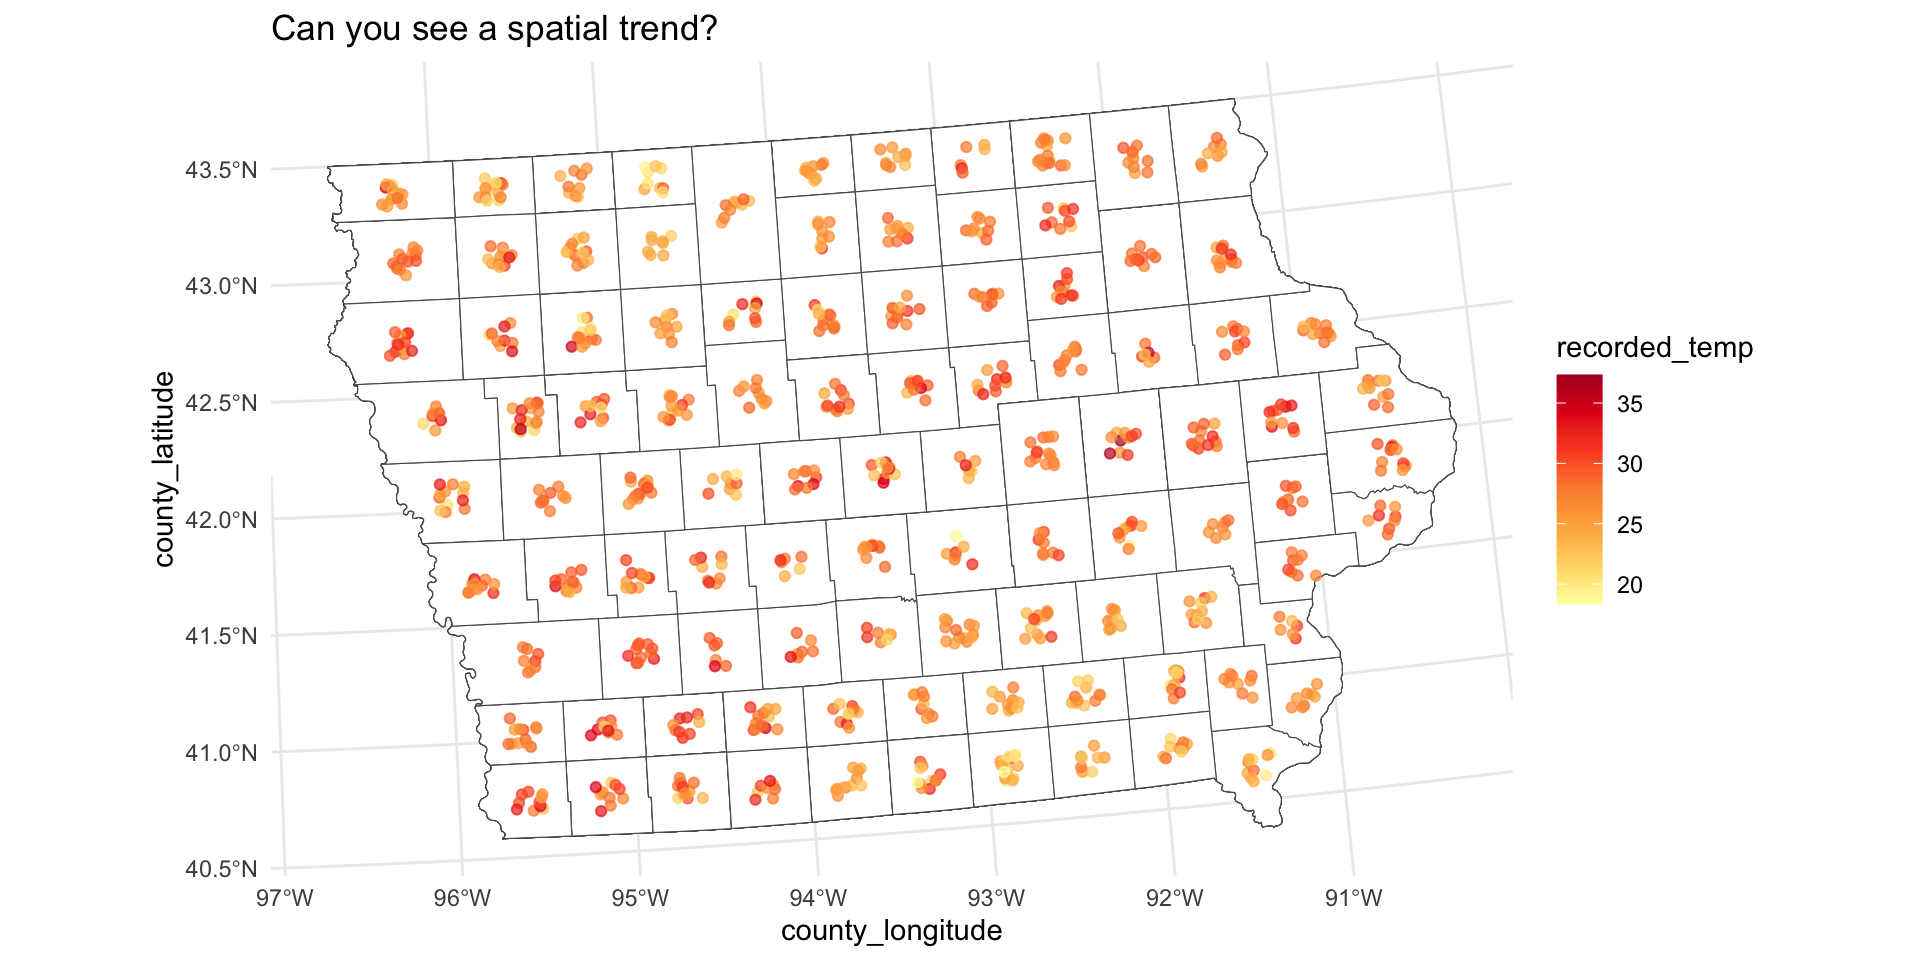 Can you see a spatial trend?
43.5°N
43.0°N
42.5°N
42.0°N
41.5°N
41.0°N
40.5°N
county_latitude
97°W
96°W
95°W
94°W
93°W
92°W
91°W
county_longitude
recorded_temp
35
30
25
20